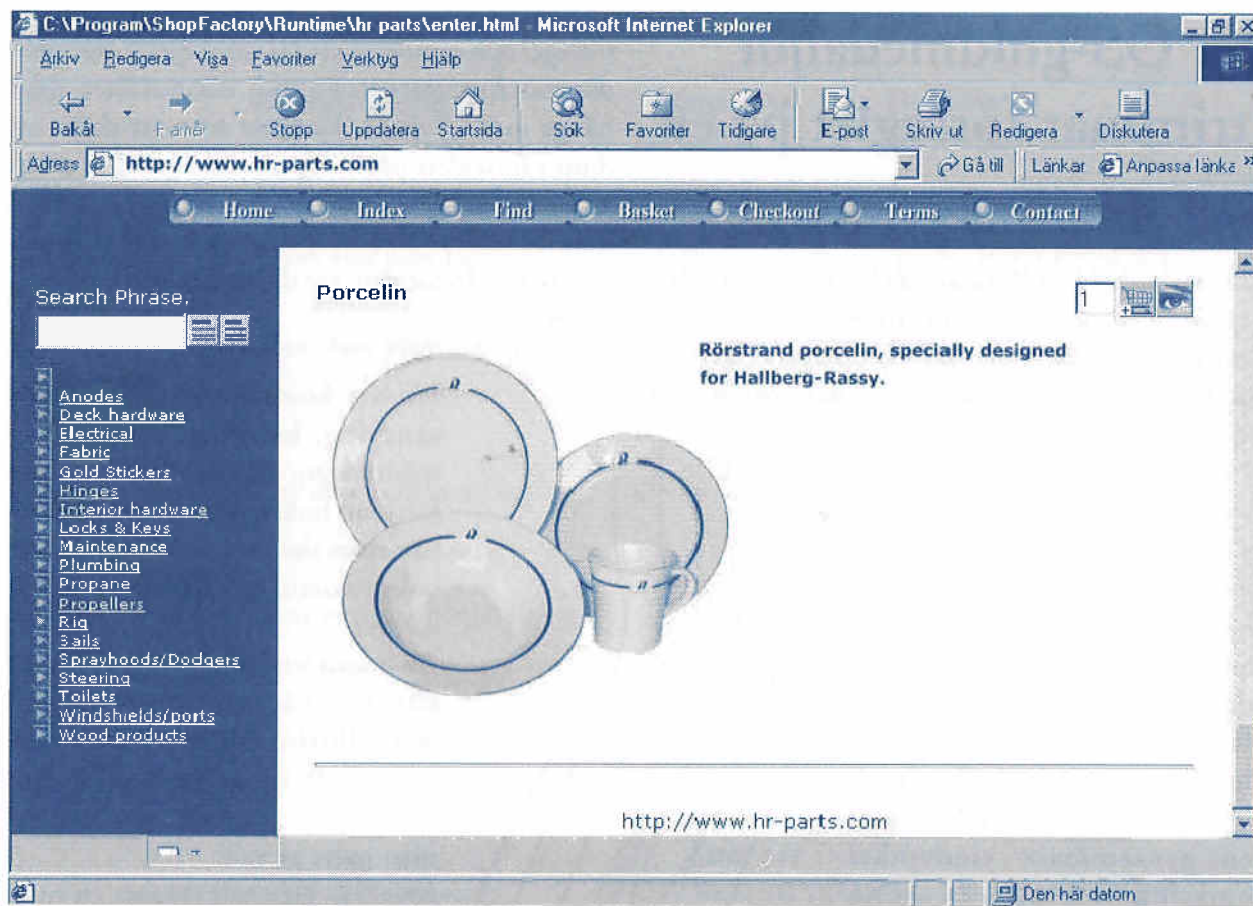 C:\Program\ShopFactory\Runtime\hr parts\enter.html - Microsoft Internet Explorer
Arkiv Redigera Visa Favoriter Verktyg Hjälp
Bakåt Framåt Stopp Uppdatera Startsida Sök Favoriter Tidigare E-post Skriv ut Redigera Diskutera
Adress http://www.hr-parts.com Gå till Länkar Anpassa länka »
Home Index Find Basket Checkout Terms Contact
Search Phrase.
Anodes
Deck hardware
Electrical
Fabric
Gold Stickers
Hinges
Interior hardware
Locks & Keys
Maintenance
Plumbing
Propane
Propellers
Rig
Sails
Sprayhoods/Dodgers
Steering
Toilets
Windshields/ports
Wood products
Porcelin
1
Rörstrand porcelin, specially designed
for Hallberg-Rassy.
http://www.hr-parts.com
Den här datorn